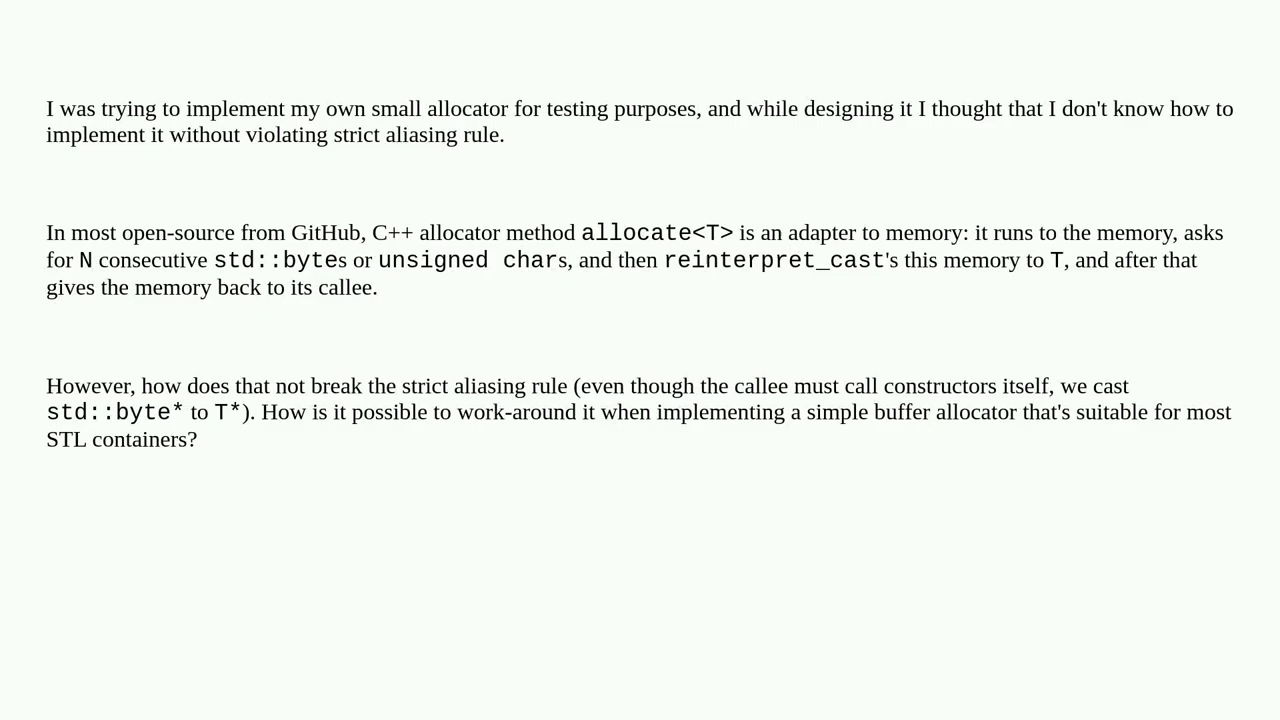 I was trying to implement my own small allocator for testing purposes, and while designing it I thought that I don't know how to
implement it without violating strict aliasing rule.
In most open-source from GitHub, C++ allocator method allocate<T> is an adapter to memory: it runs to the memory, asks
for N consecutive std::bytes or unsigned chars, and then reinterpret_cast's this memory to T, and after that
gives the memory back to its callee.
However, how does that not break the strict aliasing rule (even though the callee must call constructors itself, we cast
std::byte* to T*). How is it possible to work-around it when implementing a simple buffer allocator that's suitable for most
STL containers?